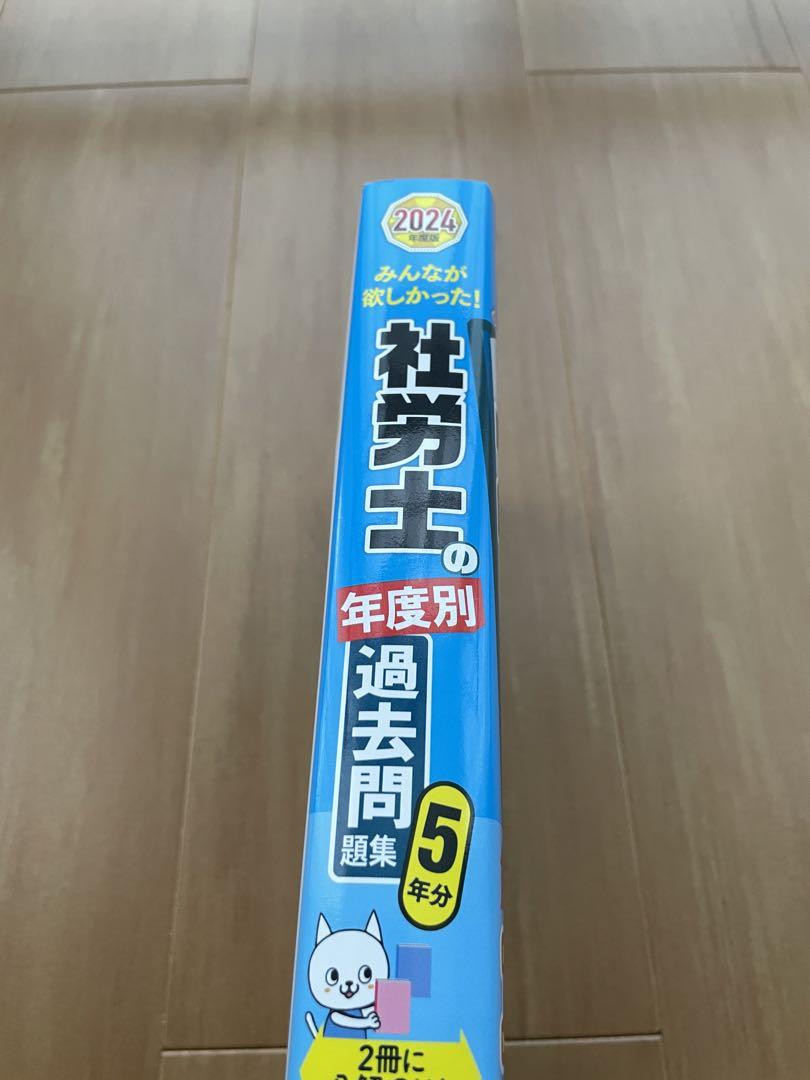 2024
年度版
みんなが
欲しかった!
社労士の
年度別
過去問
題集
5
年分
2冊に